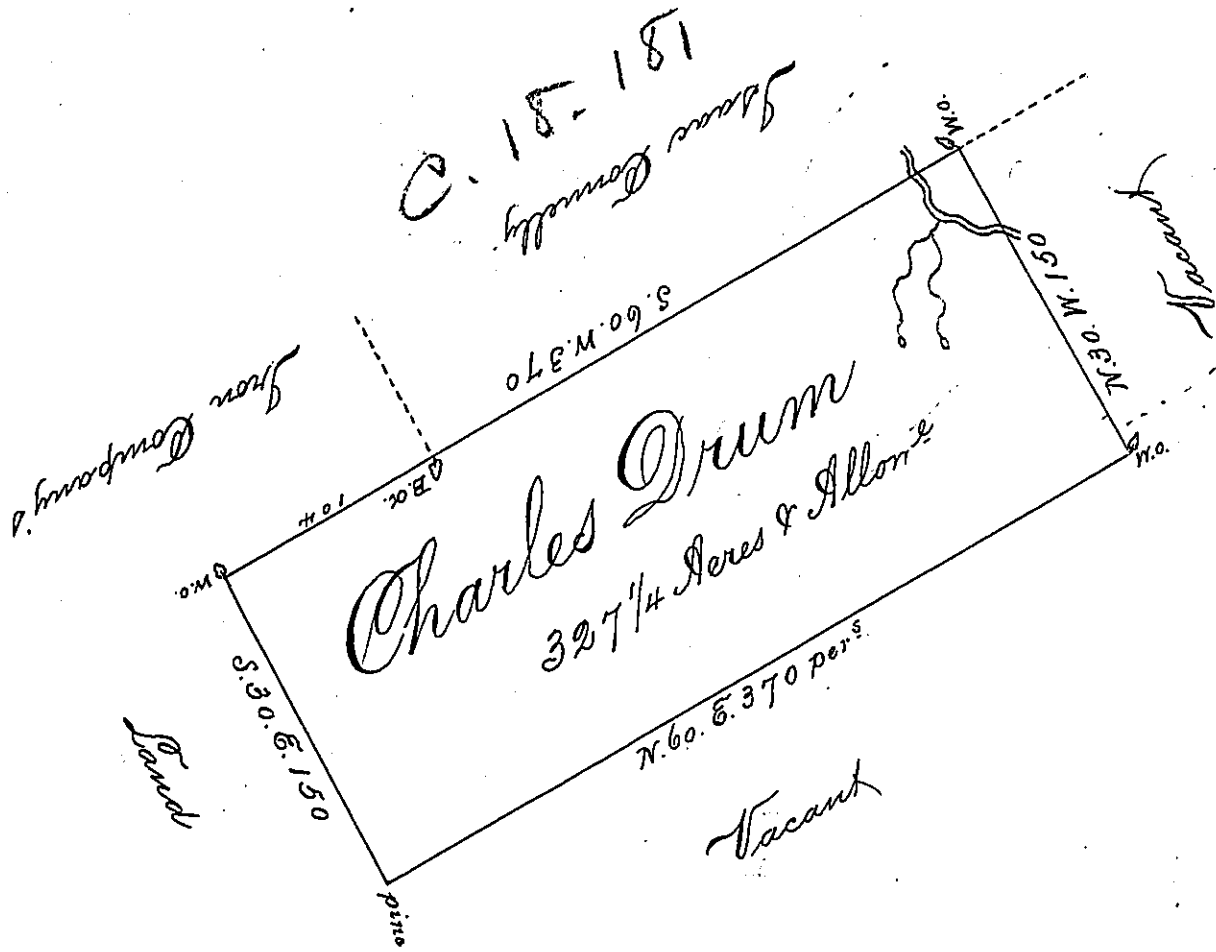 C. 18-181
Isaac
Connelly
W.O.
Vacant
S. 60. W. 370
N. 30. W. 150
Iron Company's
104
B.O.
W.O.
Charles Drum
327 1/4 Acres & Allow.ce
W.O.
S. 30. E. 150
N. 60. E. 370 per.s
Land
Vacant
pine